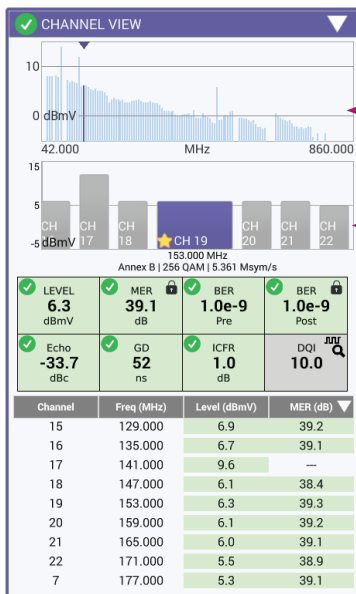 CHANNEL VIEW
10
0 dBmV
42.000 MHz 860.000
15
5
-5 dBmV
CH CH CH CH 19 CH CH CH
17 18 20 21 22
153.000 MHz
Annex B | 256 QAM | 5.361 Msym/s
LEVEL MER BER BER
6.3 39.1 1.0e-9 1.0e-9
dBmV dB Pre Post
Echo GD ICFR DQI
-33.7 52 1.0 10.0
dBc ns dB
Channel Freq (MHz) Level (dBmV) MER (dB)
15 129.000 6.9 39.2
16 135.000 6.7 39.1
17 141.000 9.6 ---
18 147.000 6.1 38.4
19 153.000 6.3 39.3
20 159.000 6.1 39.2
21 165.000 6.0 39.1
22 171.000 5.5 38.9
7 177.000 5.3 39.1